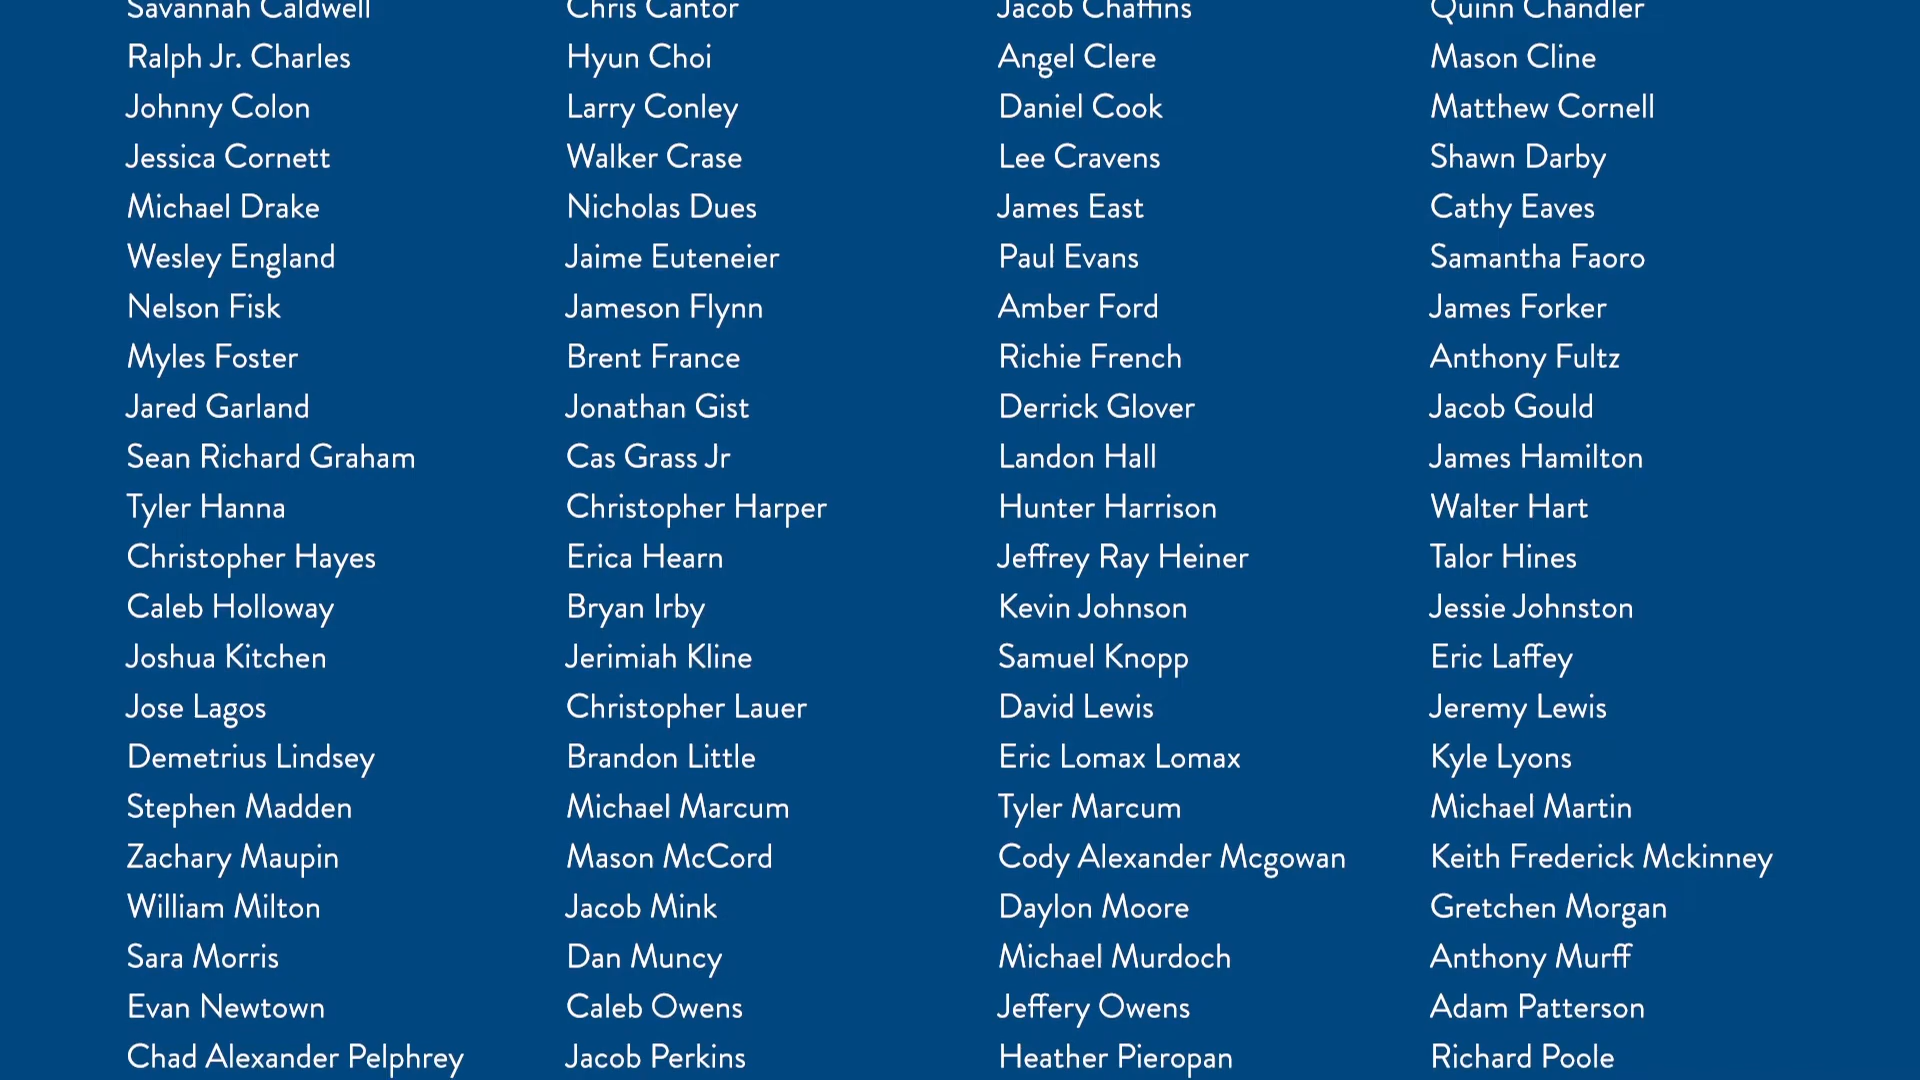 Savannah Caldwell Chris Cantor Jacob Chaffins Quinn Chandler
Ralph Jr. Charles Hyun Choi Angel Clere Mason Cline
Johnny Colon Larry Conley Daniel Cook Matthew Cornell
Jessica Cornett Walker Crase Lee Cravens Shawn Darby
Michael Drake Nicholas Dues James East Cathy Eaves
Wesley England Jaime Euteneier Paul Evans Samantha Faoro
Nelson Fisk Jameson Flynn Amber Ford James Forker
Myles Foster Brent France Richie French Anthony Fultz
Jared Garland Jonathan Gist Derrick Glover Jacob Gould
Sean Richard Graham Cas Grass Jr Landon Hall James Hamilton
Tyler Hanna Christopher Harper Hunter Harrison Walter Hart
Christopher Hayes Erica Hearn Jeffrey Ray Heiner Talor Hines
Caleb Holloway Bryan Irby Kevin Johnson Jessie Johnston
Joshua Kitchen Jerimiah Kline Samuel Knopp Eric Laffey
Jose Lagos Christopher Lauer David Lewis Jeremy Lewis
Demetrius Lindsey Brandon Little Eric Lomax Lomax Kyle Lyons
Stephen Madden Michael Marcum Tyler Marcum Michael Martin
Zachary Maupin Mason McCord Cody Alexander Mcgowan Keith Frederick Mckinney
William Milton Jacob Mink Daylon Moore Gretchen Morgan
Sara Morris Dan Muncy Michael Murdoch Anthony Murff
Evan Newtown Caleb Owens Jeffery Owens Adam Patterson
Chad Alexander Pelphrey Jacob Perkins Heather Pieropan Richard Poole